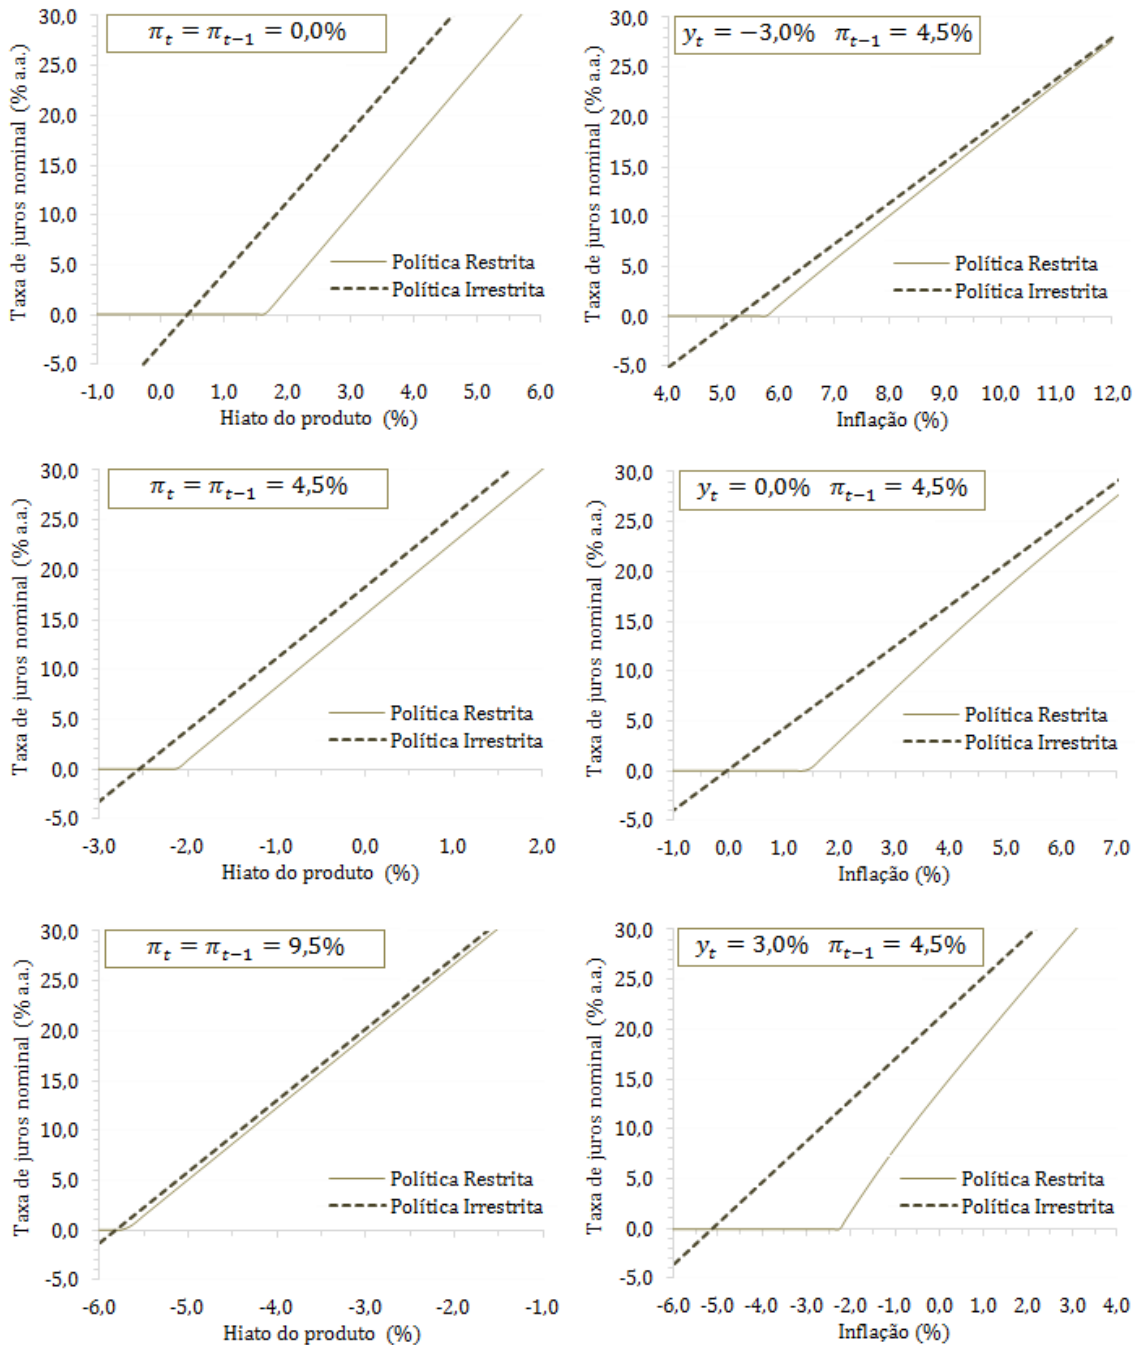 π_t = π_{t−1} = 0,0%
Taxa de juros nominal (% a.a.)
30,0
25,0
20,0
15,0
10,0
5,0
0,0
-5,0
Política Restrita
Política Irrestrita
-1,0 0,0 1,0 2,0 3,0 4,0 5,0 6,0
Hiato do produto (%)
y_t = −3,0% π_{t−1} = 4,5%
Taxa de juros nominal (% a.a.)
30,0
25,0
20,0
15,0
10,0
5,0
0,0
-5,0
Política Restrita
Política Irrestrita
4,0 5,0 6,0 7,0 8,0 9,0 10,0 11,0 12,0
Inflação (%)
π_t = π_{t−1} = 4,5%
Taxa de juros nominal (% a.a.)
30,0
25,0
20,0
15,0
10,0
5,0
0,0
-5,0
Política Restrita
Política Irrestrita
-3,0 -2,0 -1,0 0,0 1,0 2,0
Hiato do produto (%)
y_t = 0,0% π_{t−1} = 4,5%
Taxa de juros nominal (% a.a.)
30,0
25,0
20,0
15,0
10,0
5,0
0,0
-5,0
Política Restrita
Política Irrestrita
-1,0 0,0 1,0 2,0 3,0 4,0 5,0 6,0 7,0
Inflação (%)
π_t = π_{t−1} = 9,5%
Taxa de juros nominal (% a.a.)
30,0
25,0
20,0
15,0
10,0
5,0
0,0
-5,0
Política Restrita
Política Irrestrita
-6,0 -5,0 -4,0 -3,0 -2,0 -1,0
Hiato do produto (%)
y_t = 3,0% π_{t−1} = 4,5%
Taxa de juros nominal (% a.a.)
30,0
25,0
20,0
15,0
10,0
5,0
0,0
-5,0
Política Restrita
Política Irrestrita
-6,0 -5,0 -4,0 -3,0 -2,0 -1,0 0,0 1,0 2,0 3,0 4,0
Inflação (%)